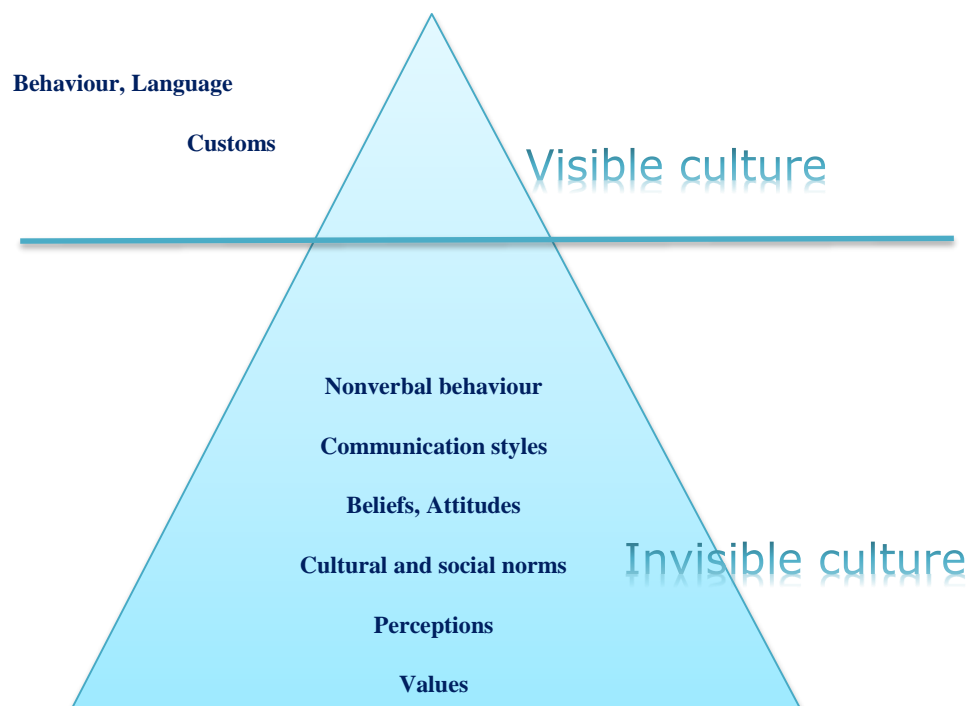 Behaviour, Language
Customs
Visible culture
Nonverbal behaviour
Communication styles
Beliefs, Attitudes
Cultural and social norms
Invisible culture
Perceptions
Values